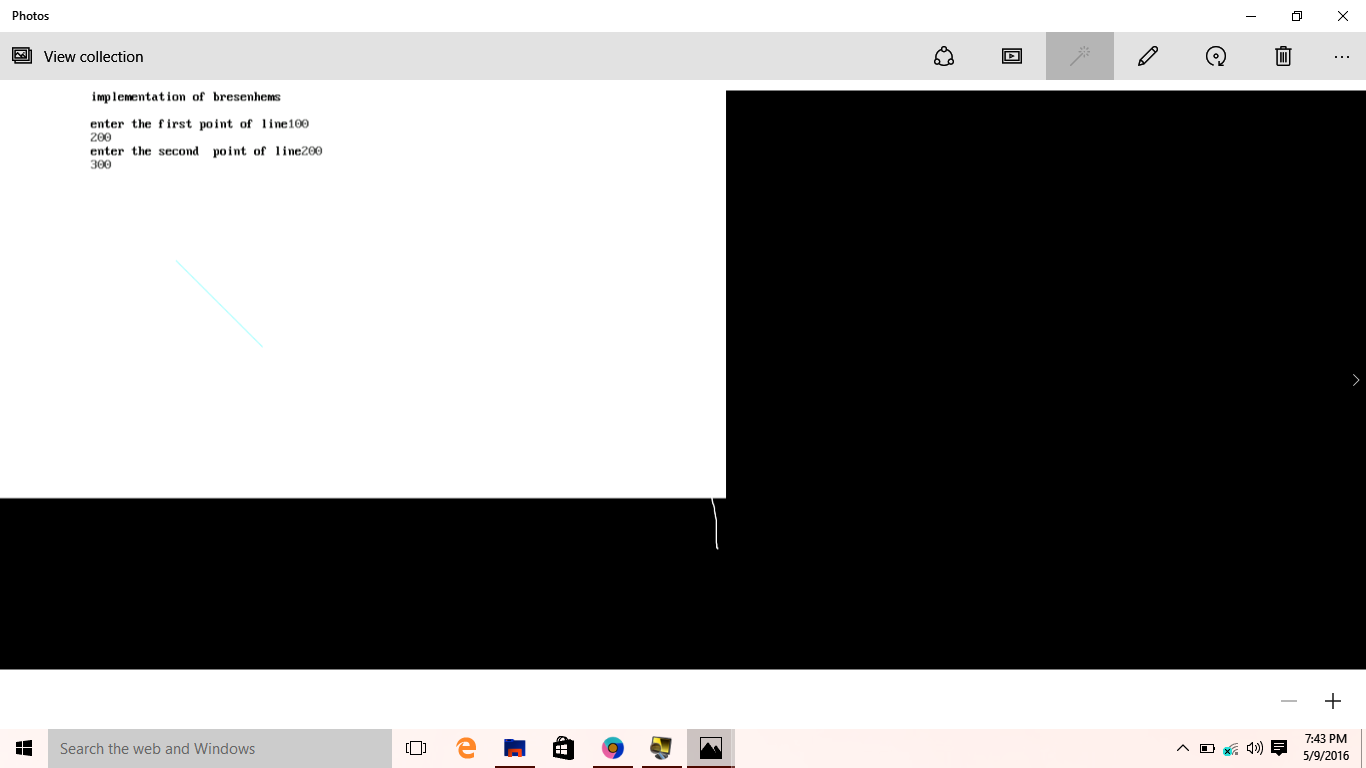 Photos
View collection
implementation of bresenhems
enter the first point of line100
200
enter the second  point of line200
300
Search the web and Windows
7:43 PM
5/9/2016